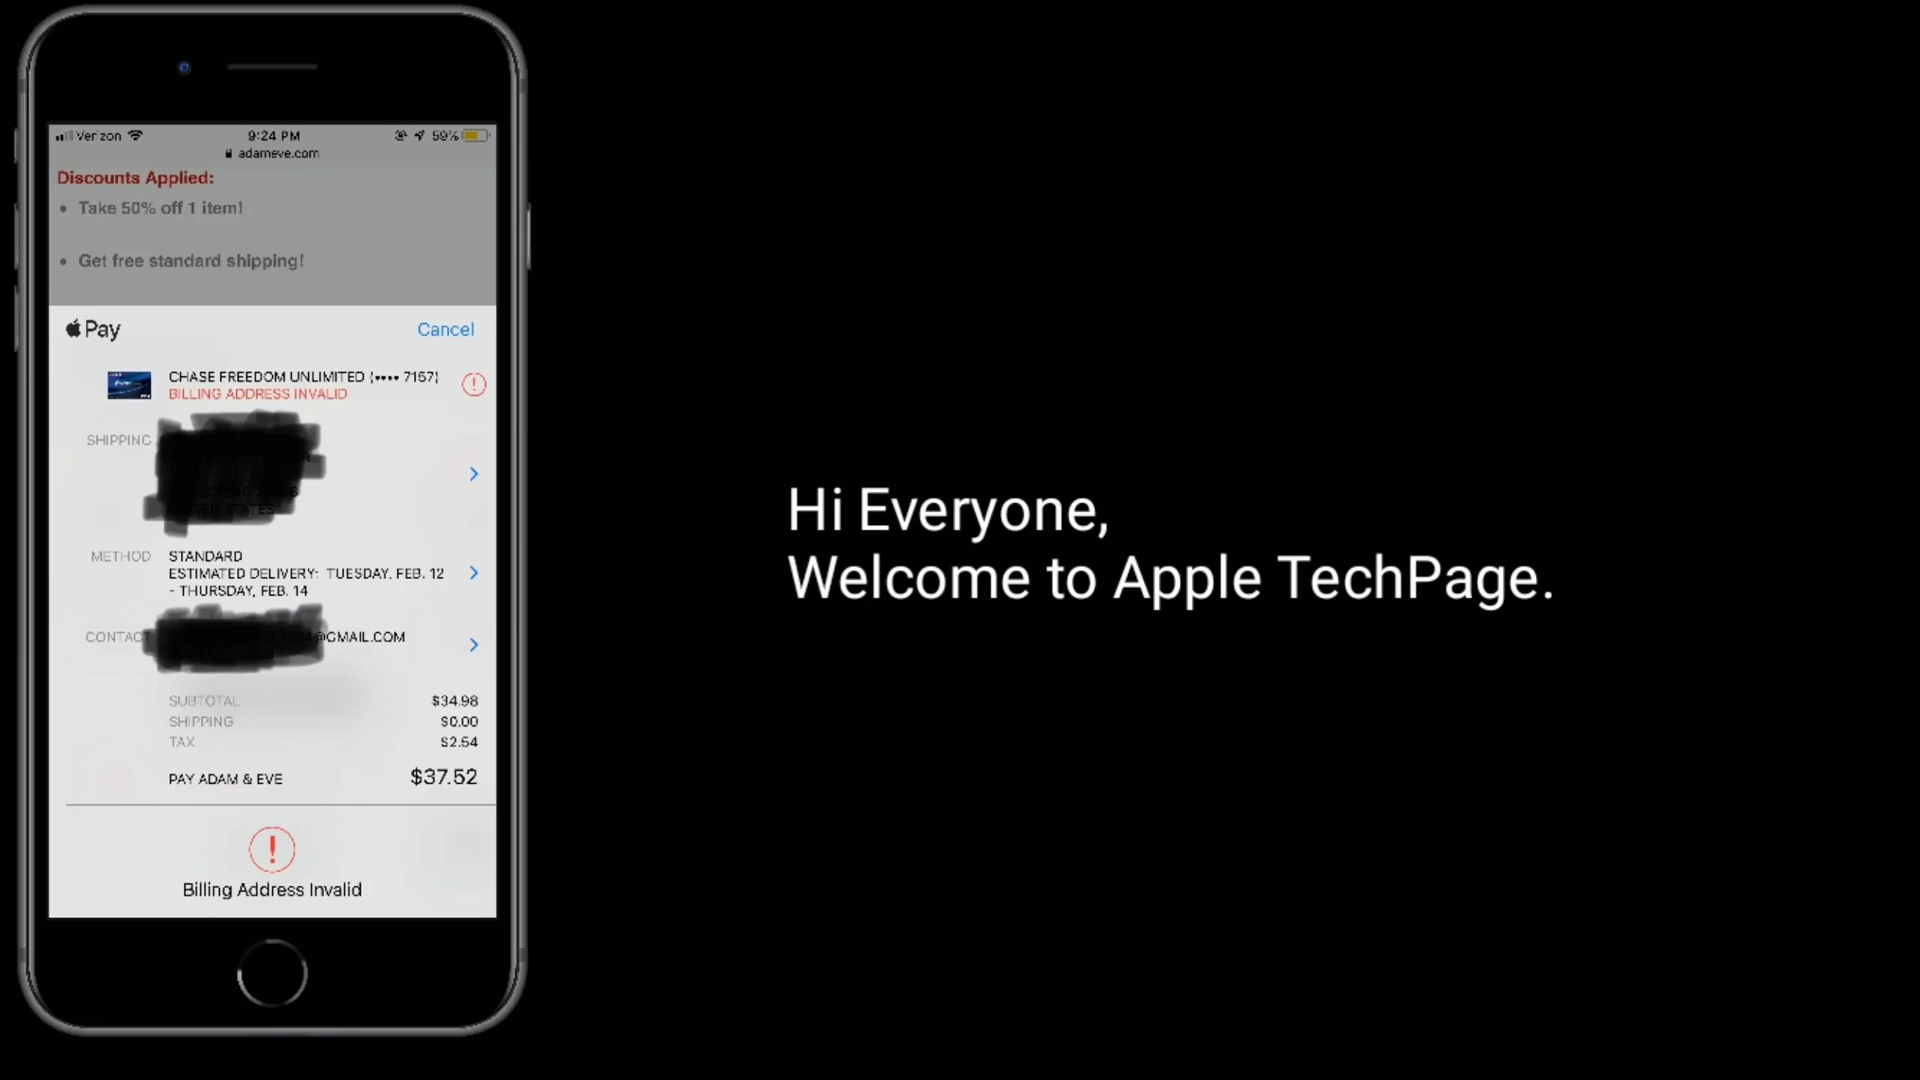 Verizon 9:24 PM 59%
adameve.com
Discounts Applied:
• Take 50% off 1 item!
• Get free standard shipping!
Pay Cancel
CHASE FREEDOM UNLIMITED (•••• 7157)
BILLING ADDRESS INVALID
SHIPPING
METHOD STANDARD
ESTIMATED DELIVERY: TUESDAY, FEB. 12
- THURSDAY, FEB. 14
CONTACT @GMAIL.COM
SUBTOTAL $34.98
SHIPPING $0.00
TAX $2.54
PAY ADAM & EVE $37.52
Billing Address Invalid
Hi Everyone,
Welcome to Apple TechPage.